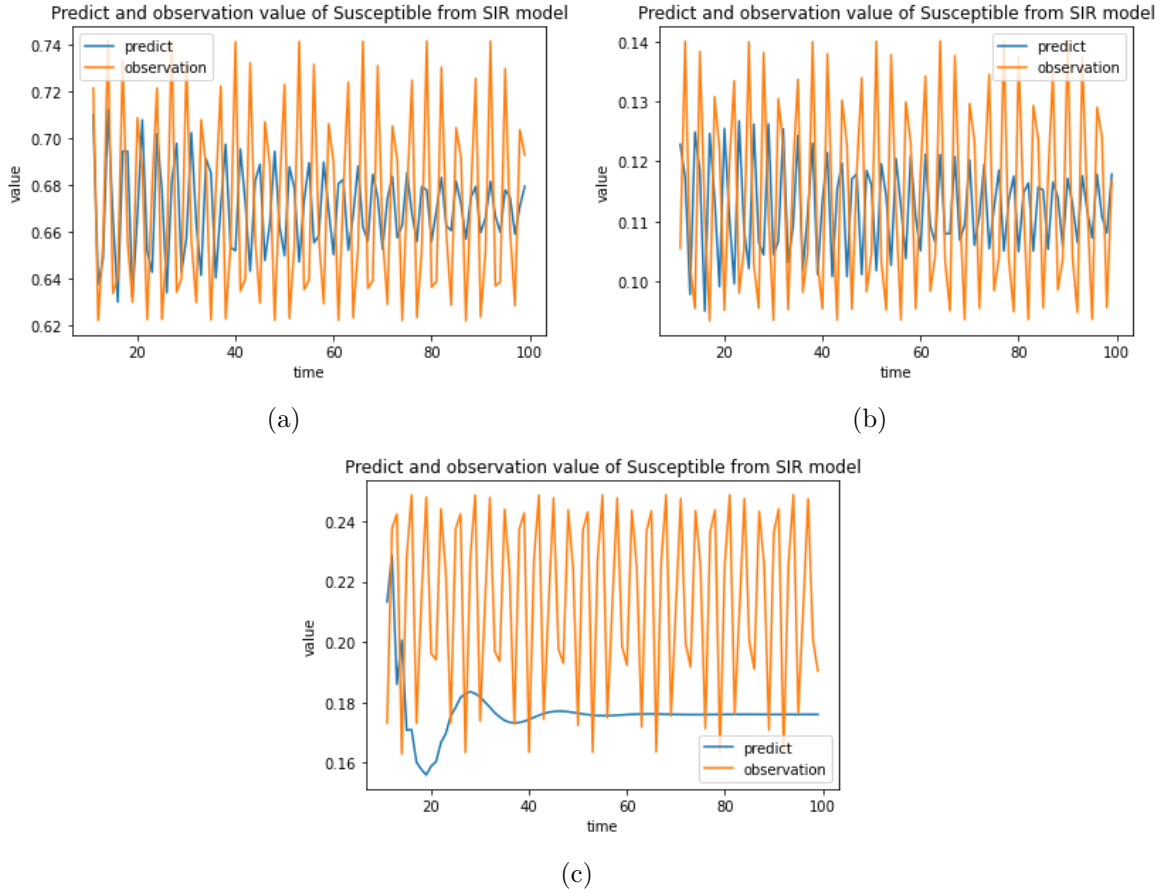 Predict and observation value of Susceptible from SIR model
predict
observation
0.74
0.72
0.70
0.68
0.66
0.64
0.62
value
20
40
60
80
100
time
(a)
Predict and observation value of Susceptible from SIR model
predict
observation
0.14
0.13
0.12
0.11
0.10
value
20
40
60
80
100
time
(b)
Predict and observation value of Susceptible from SIR model
0.24
0.22
0.20
0.18
0.16
value
predict
observation
20
40
60
80
100
time
(c)